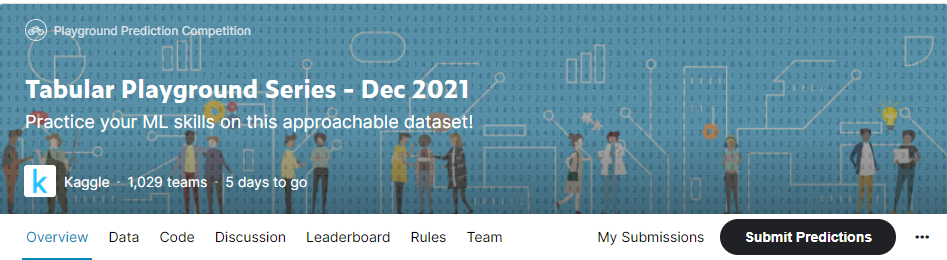 Playground Prediction Competition
Tabular Playground Series - Dec 2021
Practice your ML skills on this approachable dataset!
k
Kaggle · 1,029 teams · 5 days to go
Overview Data Code Discussion Leaderboard Rules Team My Submissions Submit Predictions ...